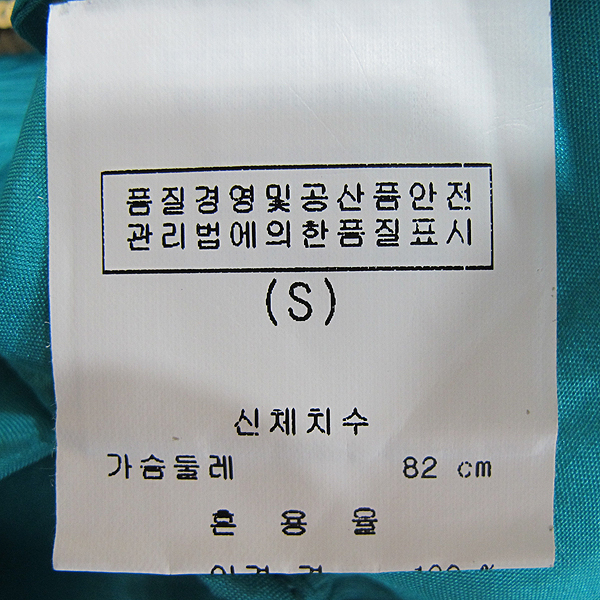 품질경영및공산품안전
관리법에의한품질표시
(S)
신체치수
가슴둘레 82 cm
혼 용 율